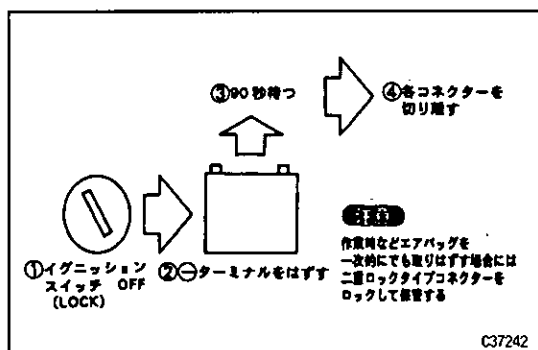 ①イグニッション
スイッチ OFF
(LOCK)
②⊖ターミナルをはずす
③90秒待つ
④各コネクターを
切り離す
注意
作業時などエアバッグを
一次的にでも取りはずす場合には
二重ロックタイプコネクターを
ロックして保管する
C37242